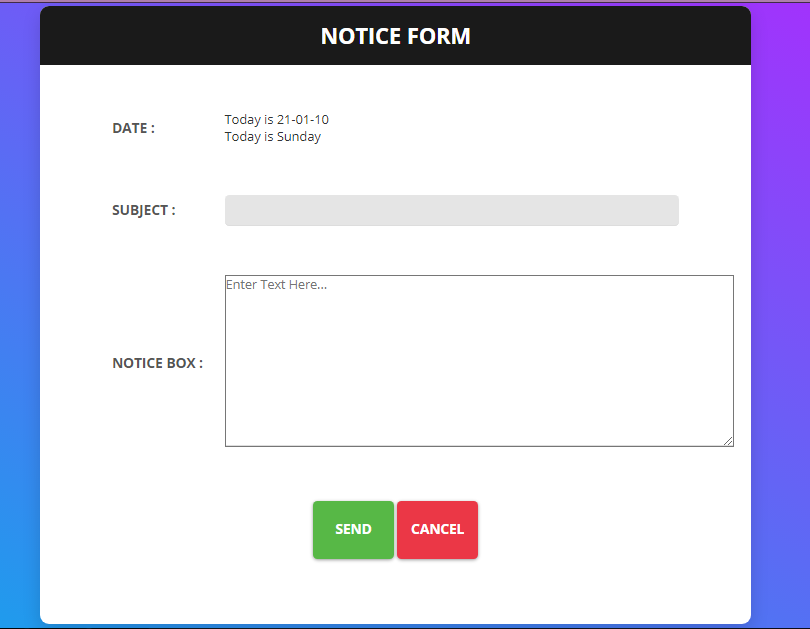 NOTICE FORM
DATE :
Today is 21-01-10
Today is Sunday
SUBJECT :
Enter Text Here...
NOTICE BOX :
SEND CANCEL